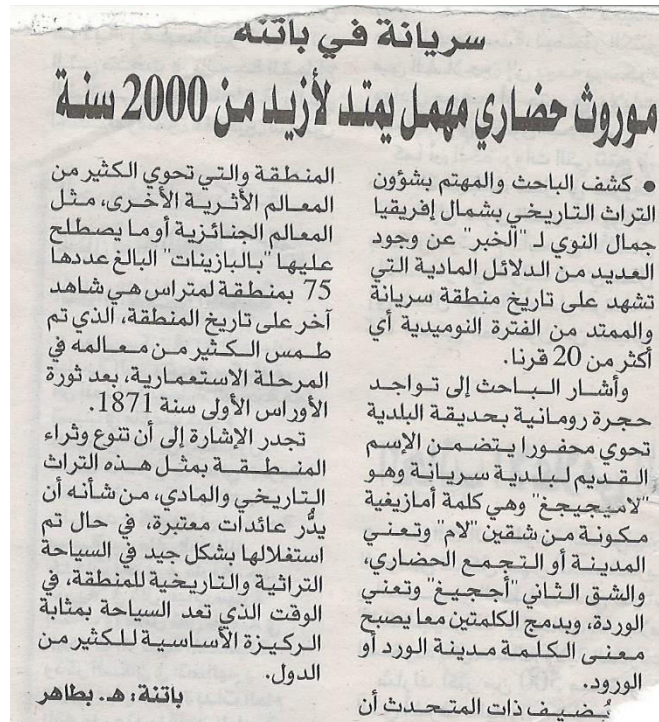 سريانة في باتنه
موروث حضاري مهمل يمتد لأزيد من 2000 سنة
• كشف الباحث والمهتم بشؤون
التراث التاريخي بشمال إفريقيا
جمال النوي لـ "الخبر" عن وجود
العديد من الدلائل المادية التي
تشهد على تاريخ منطقة سريانة
والممتد من الفترة النوميدية أي
أكثر من 20 قرنا.
وأشار الباحث إلى تواجد
حجرة رومانية بحديقة البلدية
تحوي محفورا يتضمن الإسم
القديم لبلدية سريانة وهو
"لاميجيجغ" وهي كلمة أمازيغية
مكونة من شقين "لام" وتعني
المدينة أو التجمع الحضاري،
والشق الثاني "أججيغ" وتعني
الوردة، وبدمج الكلمتين معا يصبح
معنى الكلمة مدينة الورد أو
الورود.
يُضيف ذات المتحدث أن
المنطقة والتي تحوي الكثير من
المعالم الأثرية الأخرى، مثل
المعالم الجنائزية أو ما يصطلح
عليها "بالبازينات" البالغ عددها
75 بمنطقة لمتراس هي شاهد
آخر على تاريخ المنطقة، الذي تم
طمس الكثير من معالمه في
المرحلة الاستعمارية، بعد ثورة
الأوراس الأولى سنة 1871.
تجدر الإشارة إلى أن تنوع وثراء
المنطقة بمثل هذه التراث
التاريخي والمادي، من شأنه أن
يدُّر عائدات معتبرة، في حال تم
استغلالها بشكل جيد في السياحة
التراثية والتاريخية للمنطقة، في
الوقت الذي تعد السياحة بمثابة
الركيزة الأساسية للكثير من
الدول.
باتنة: هـ. بطاهر